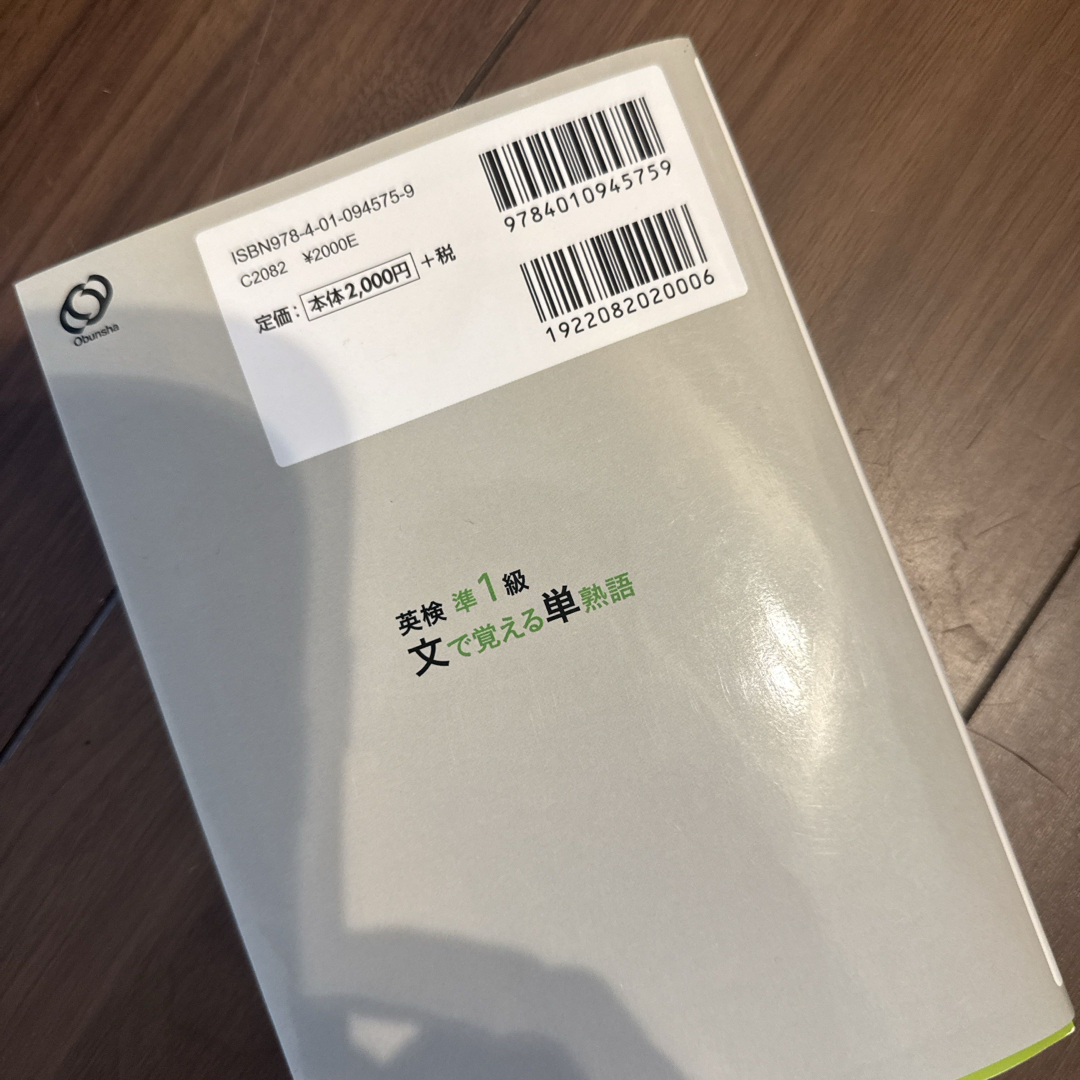 ISBN978-4-01-094575-9
C2082 ¥2000E
定価：本体2,000円+税
9784010945759
1922082020006
Obunsha
英検 準1級
文で覚える単熟語